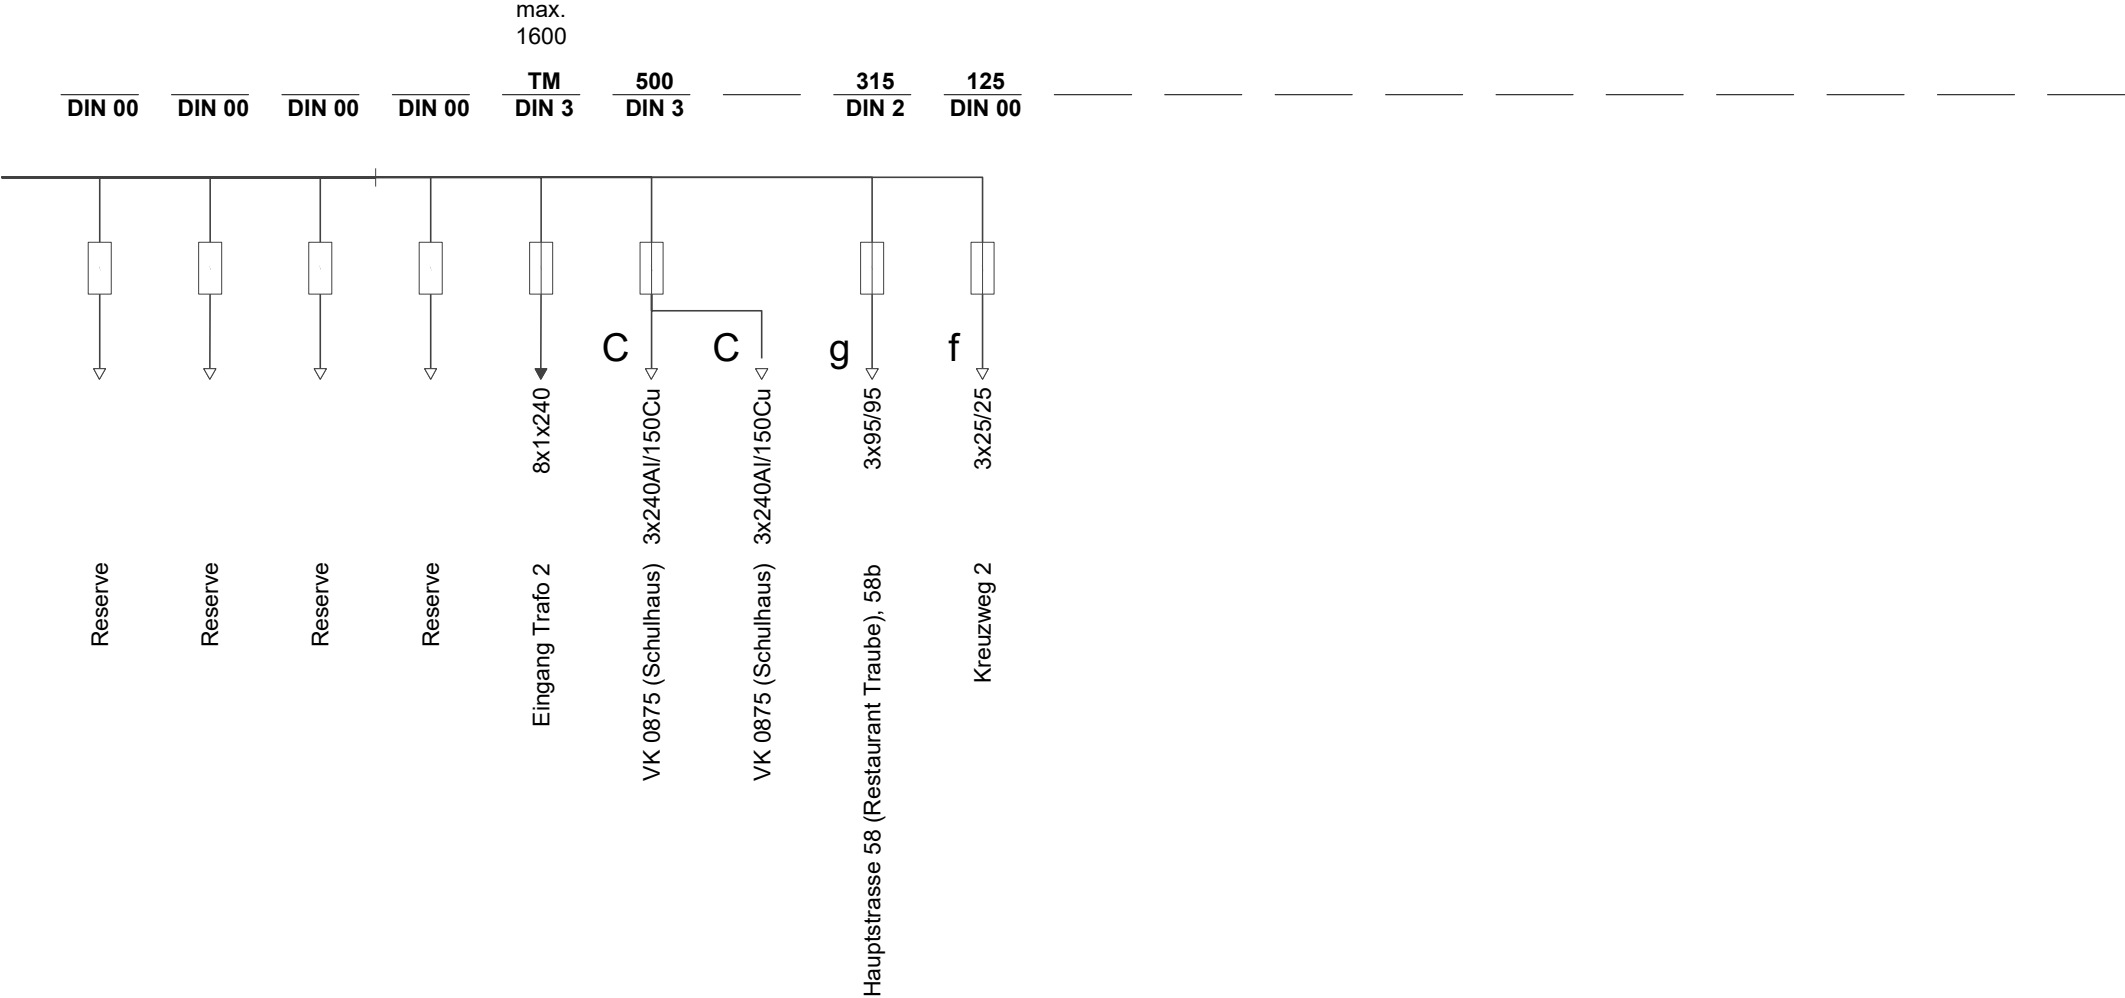 max.
1600
TM 500 315 125
DIN 00 DIN 00 DIN 00 DIN 00 DIN 3 DIN 3 DIN 2 DIN 00
C C g f
8x1x240
3x240Al/150Cu
3x240Al/150Cu
3x95/95
3x25/25
Reserve
Reserve
Reserve
Reserve
Eingang Trafo 2
VK 0875 (Schulhaus)
VK 0875 (Schulhaus)
Hauptstrasse 58 (Restaurant Traube), 58b
Kreuzweg 2